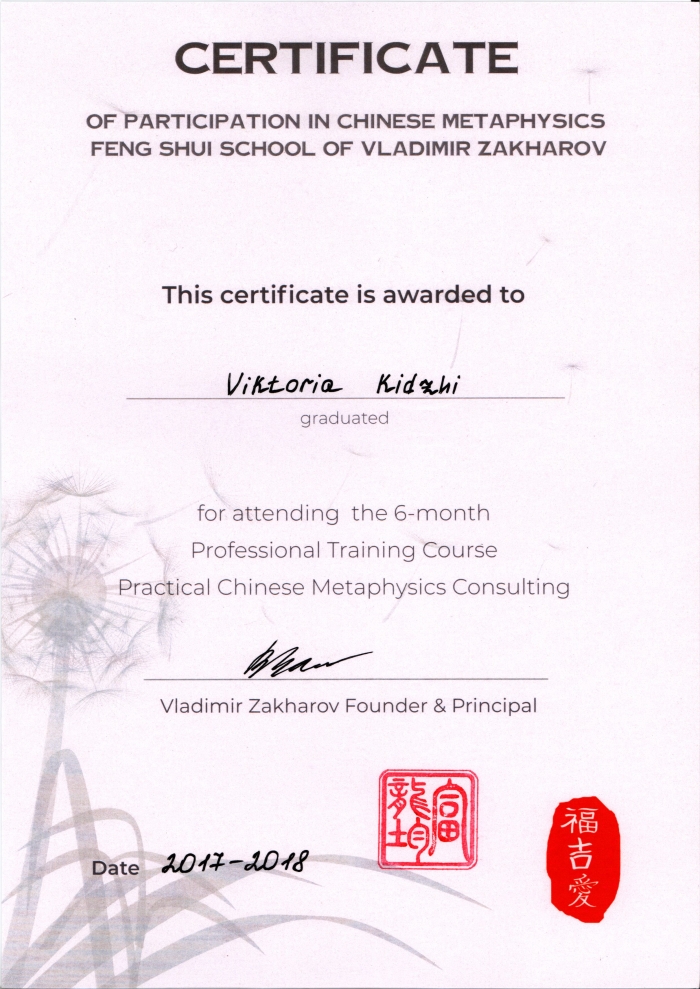 CERTIFICATE
OF PARTICIPATION IN CHINESE METAPHYSICS
FENG SHUI SCHOOL OF VLADIMIR ZAKHAROV
This certificate is awarded to
Viktoria Kidzhi
graduated
for attending the 6-month
Professional Training Course
Practical Chinese Metaphysics Consulting
Vladimir Zakharov Founder & Principal
Date 2017-2018
福
吉
愛